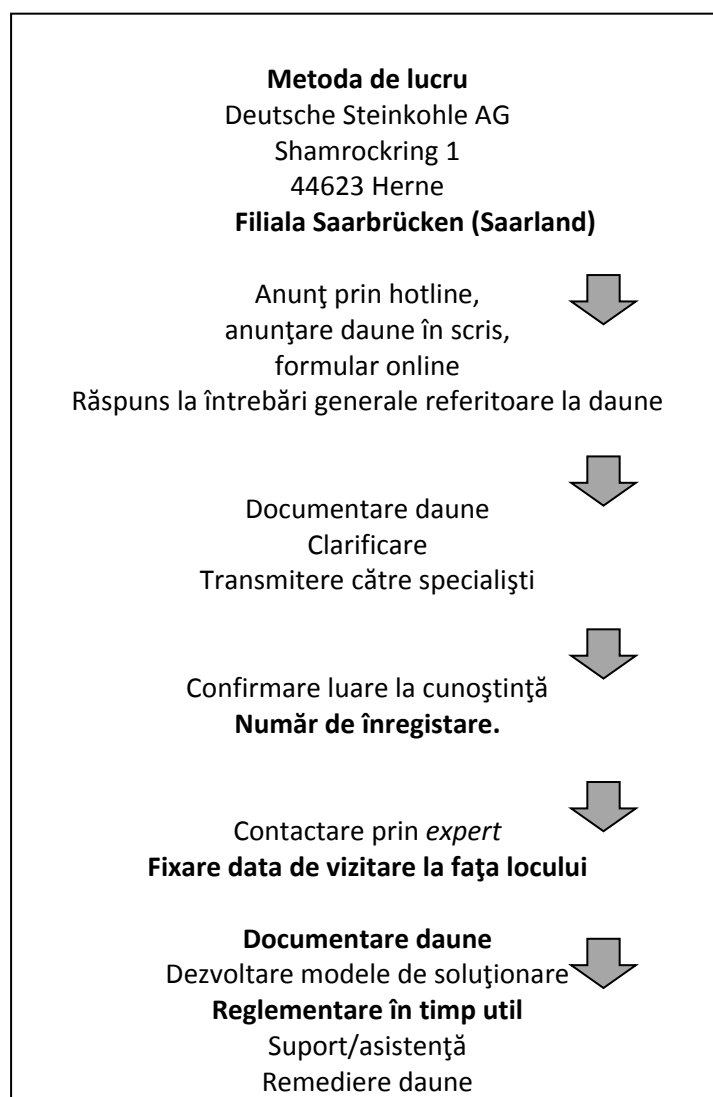 Metoda de lucru
Deutsche Steinkohle AG
Shamrockring 1
44623 Herne
Filiala Saarbrücken (Saarland)
Anunţ prin hotline,
anunţare daune în scris,
formular online
Răspuns la întrebări generale referitoare la daune
Documentare daune
Clarificare
Transmitere către specialişti
Confirmare luare la cunoştinţă
Număr de înregistare.
Contactare prin expert
Fixare data de vizitare la faţa locului
Documentare daune
Dezvoltare modele de soluţionare
Reglementare în timp util
Suport/asistenţă
Remediere daune